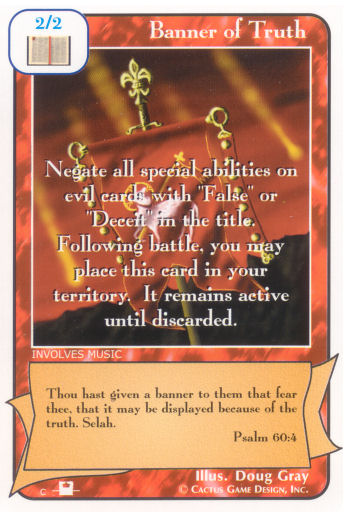 2/2
Banner of Truth
Negate all special abilities on
evil cards with "False" or
"Deceit" in the title.
Following battle, you may
place this card in your
territory. It remains active
until discarded.
INVOLVES MUSIC
Thou hast given a banner to them that fear
thee, that it may be displayed because of the
truth. Selah.
Psalm 60:4
Illus. Doug Gray
C
© CACTUS GAME DESIGN, INC.